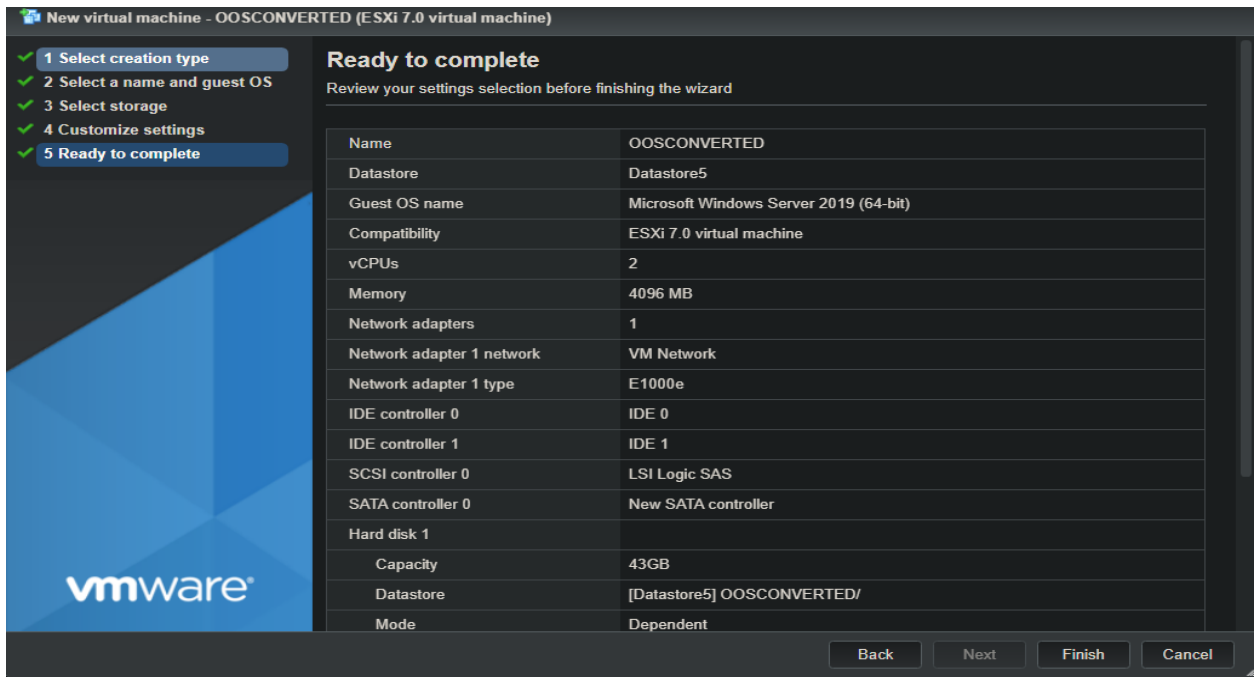 New virtual machine - OOSCONVERTED (ESXi 7.0 virtual machine)
1 Select creation type
2 Select a name and guest OS
3 Select storage
4 Customize settings
5 Ready to complete
vmware®
Ready to complete
Review your settings selection before finishing the wizard
Name OOSCONVERTED
Datastore Datastore5
Guest OS name Microsoft Windows Server 2019 (64-bit)
Compatibility ESXi 7.0 virtual machine
vCPUs 2
Memory 4096 MB
Network adapters 1
Network adapter 1 network VM Network
Network adapter 1 type E1000e
IDE controller 0 IDE 0
IDE controller 1 IDE 1
SCSI controller 0 LSI Logic SAS
SATA controller 0 New SATA controller
Hard disk 1
Capacity 43GB
Datastore [Datastore5] OOSCONVERTED/
Mode Dependent
Back Next Finish Cancel